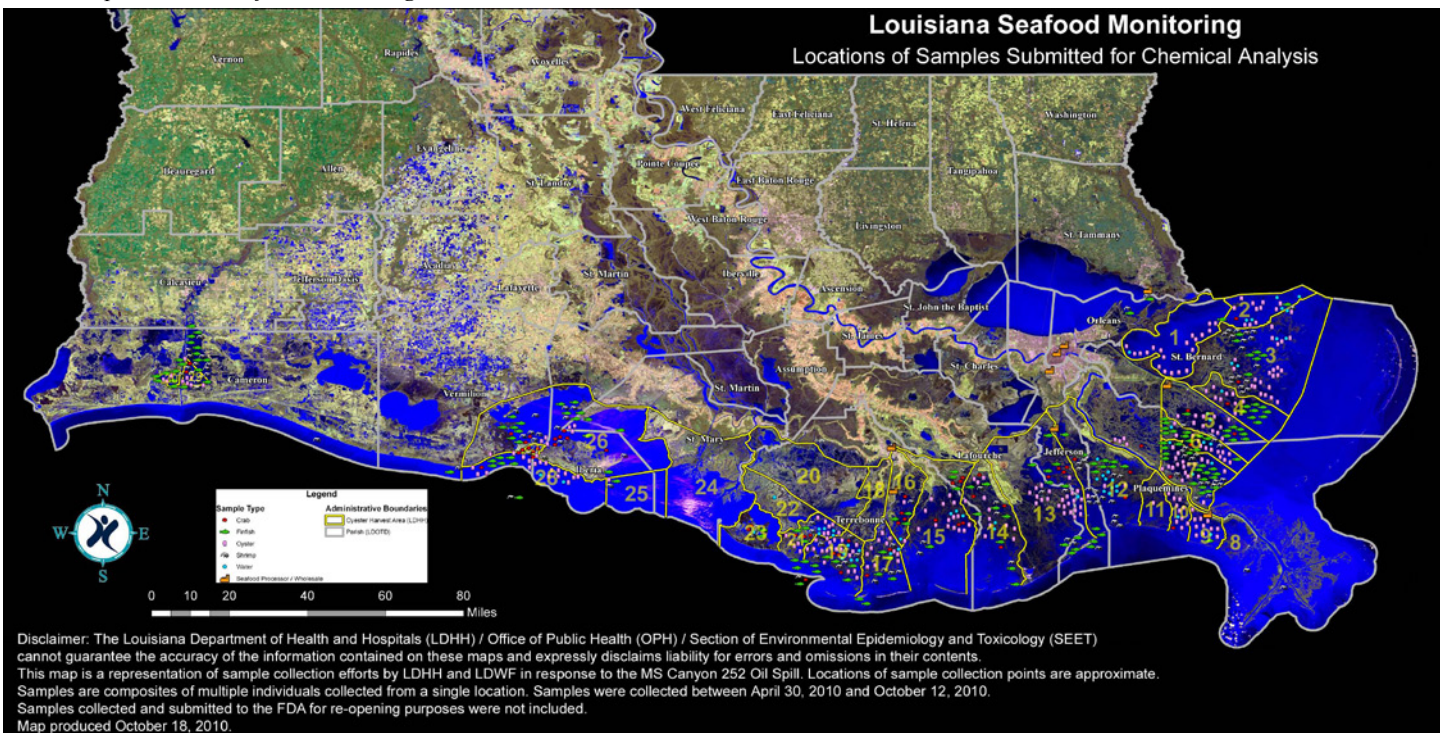 Louisiana Seafood Monitoring
Locations of Samples Submitted for Chemical Analysis
Vernon
Rapides
Avoyelles
West Feliciana
East Feliciana
St. Helena
Washington
Beauregard
Allen
Evangeline
St. Landry
Pointe Coupee
East Baton Rouge
Tangipahoa
West Baton Rouge
Livingston
St. Tammany
Calcasieu
Jefferson Davis
Acadia
Lafayette
St. Martin
Iberville
Ascension
St. John the Baptist
Orleans
St. James
St. Bernard
Cameron
Vermilion
St. Martin
Assumption
St. Charles
St. Mary
Iberia
Lafourche
Jefferson
Terrebonne
Plaquemines
1
2
3
4
5
6
7
8
9
10
11
12
13
14
15
16
17
18
19
20
21
22
23
24
25
26
N
W
E
S
Legend
Sample Type
Crab
Finfish
Oyster
Shrimp
Water
Seafood Processor / Wholesale
Administrative Boundaries
Oyester Harvest Area (LDHH)
Parish (LDOTD)
0 10 20 40 60 80
Miles
Disclaimer: The Louisiana Department of Health and Hospitals (LDHH) / Office of Public Health (OPH) / Section of Environmental Epidemiology and Toxicology (SEET)
cannot guarantee the accuracy of the information contained on these maps and expressly disclaims liability for errors and omissions in their contents.
This map is a representation of sample collection efforts by LDHH and LDWF in response to the MS Canyon 252 Oil Spill. Locations of sample collection points are approximate.
Samples are composites of multiple individuals collected from a single location. Samples were collected between April 30, 2010 and October 12, 2010.
Samples collected and submitted to the FDA for re-opening purposes were not included.
Map produced October 18, 2010.